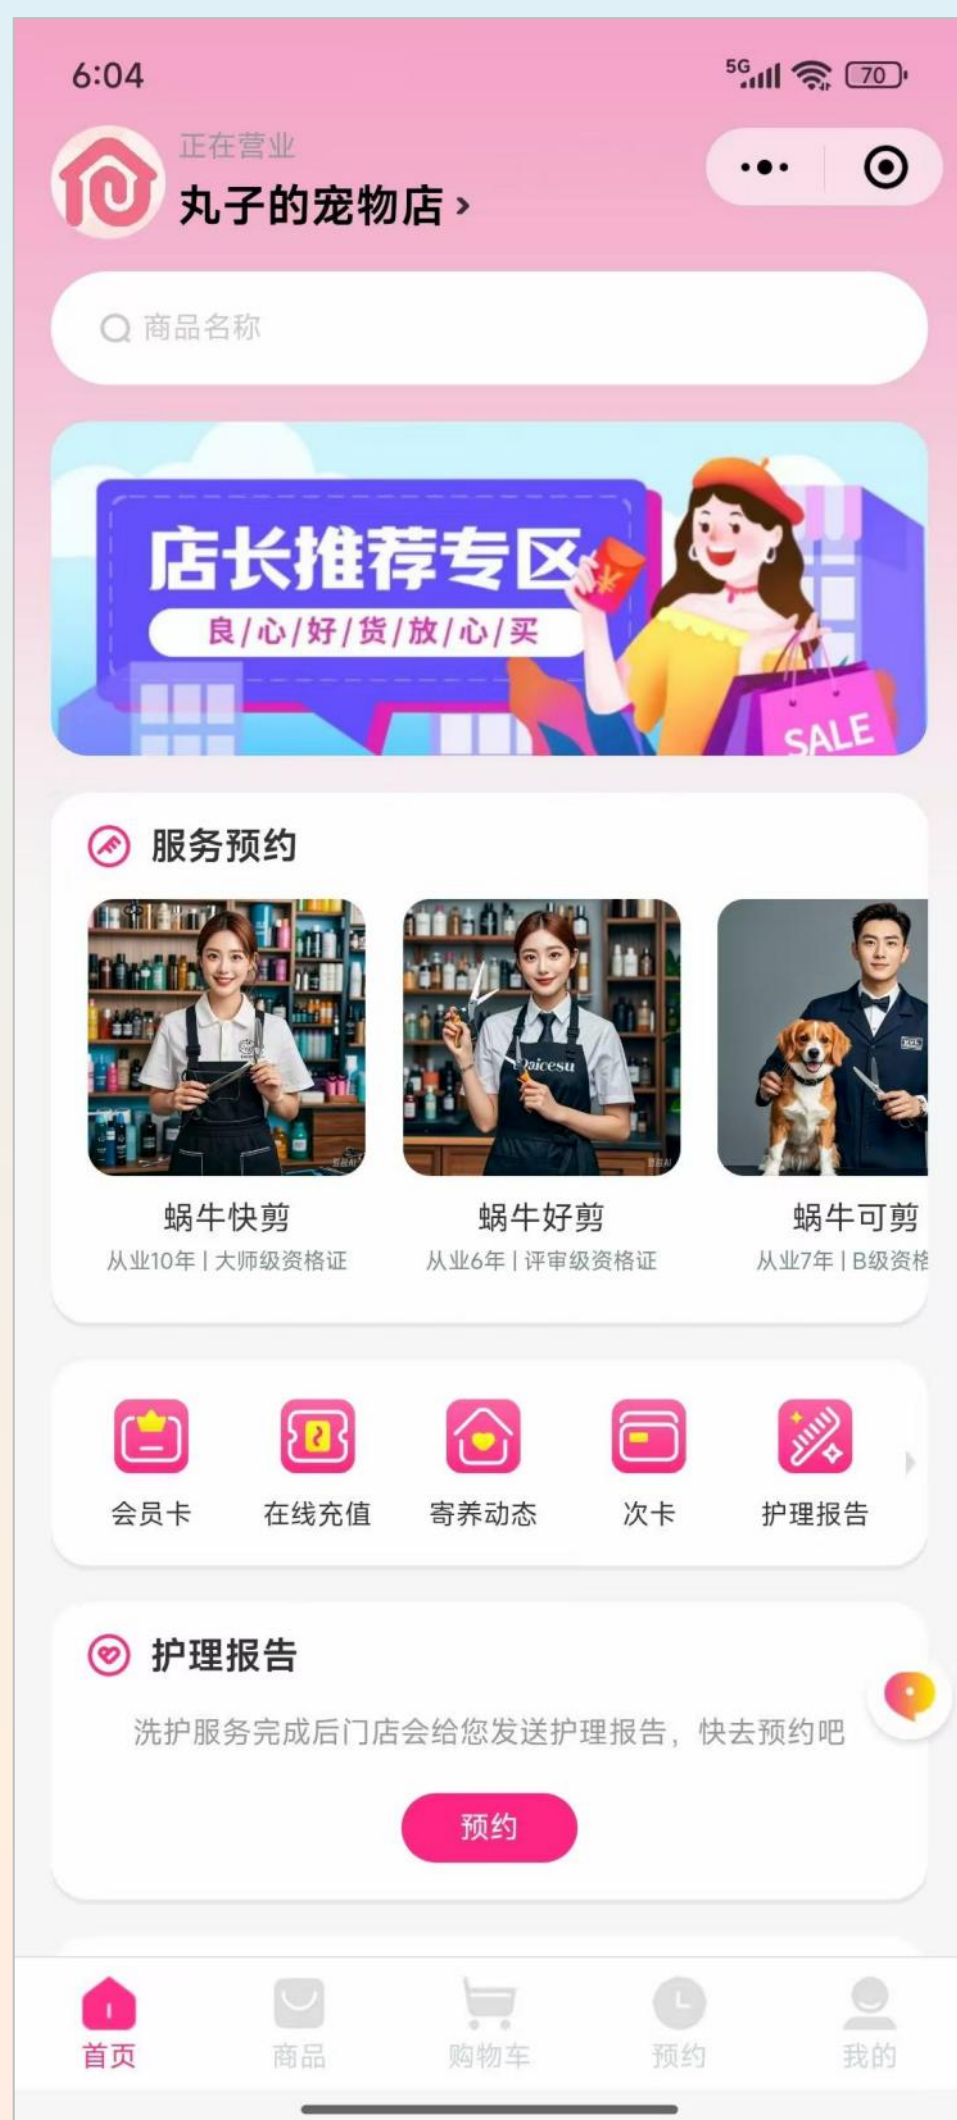 6:04
5G
70
正在营业
丸子的宠物店
商品名称
店长推荐专区
良/心/好/货/放/心/买
SALE
服务预约
Daicesu
蜗牛快剪
蜗牛好剪
蜗牛可剪
从业10年 | 大师级资格证
从业6年 | 评审级资格证
从业7年 | B级资格
会员卡
在线充值
寄养动态
次卡
护理报告
护理报告
洗护服务完成后门店会给您发送护理报告，快去预约吧
预约
首页
商品
购物车
预约
我的